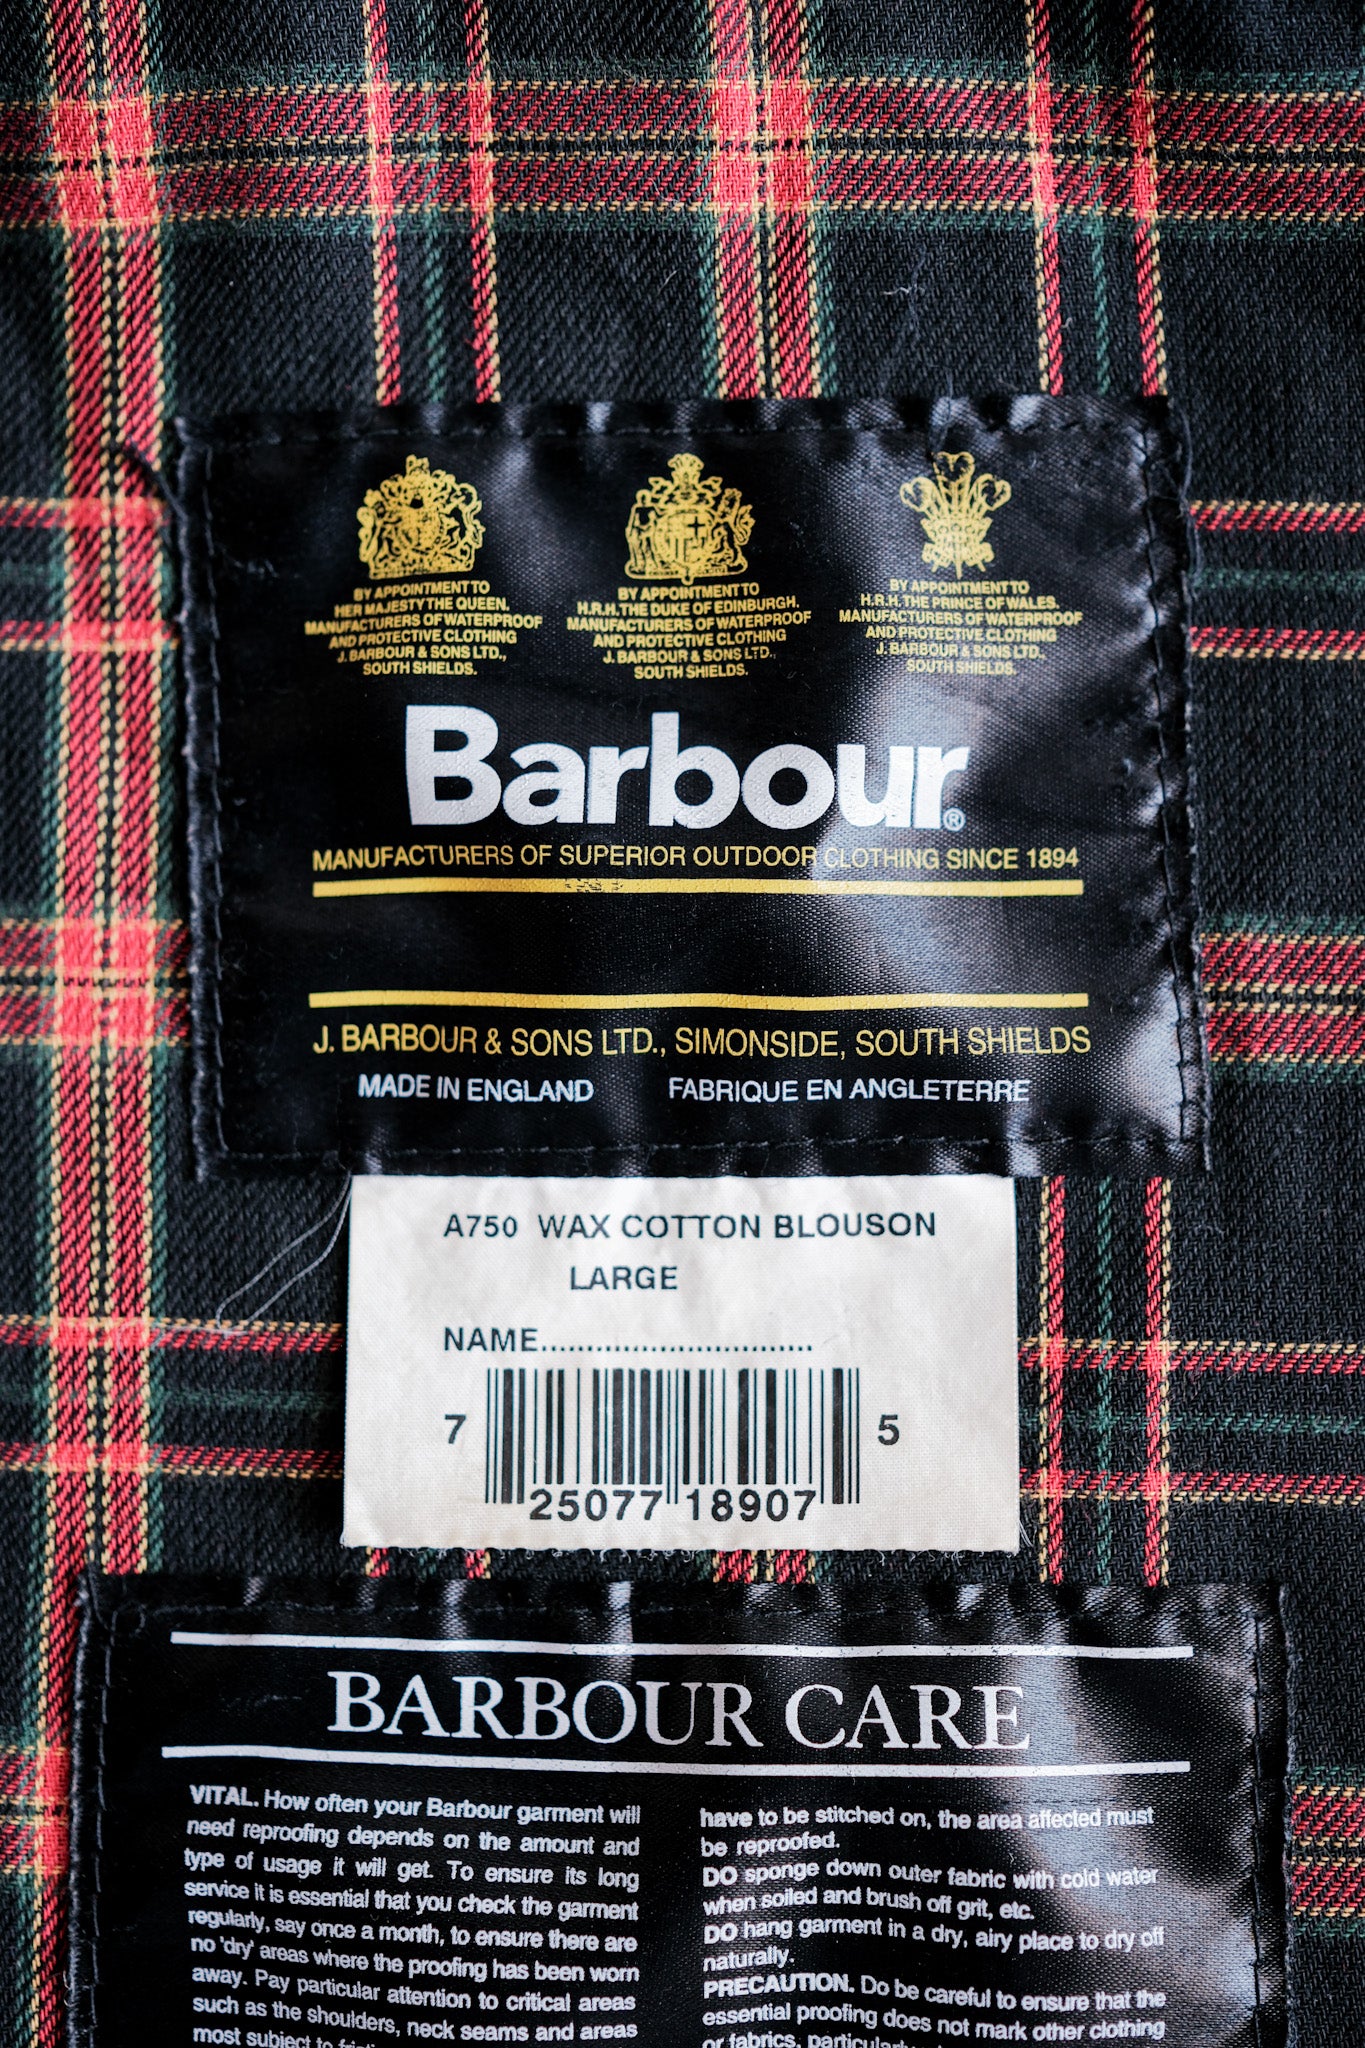 BY APPOINTMENT TO
HER MAJESTY THE QUEEN.
MANUFACTURERS OF WATERPROOF
AND PROTECTIVE CLOTHING
J. BARBOUR & SONS LTD.,
SOUTH SHIELDS.
BY APPOINTMENT TO
H.R.H. THE DUKE OF EDINBURGH.
MANUFACTURERS OF WATERPROOF
AND PROTECTIVE CLOTHING
J. BARBOUR & SONS LTD.,
SOUTH SHIELDS.
BY APPOINTMENT TO
H.R.H. THE PRINCE OF WALES.
MANUFACTURERS OF WATERPROOF
AND PROTECTIVE CLOTHING
J. BARBOUR & SONS LTD.,
SOUTH SHIELDS.
Barbour®
MANUFACTURERS OF SUPERIOR OUTDOOR CLOTHING SINCE 1894
J. BARBOUR & SONS LTD., SIMONSIDE, SOUTH SHIELDS
MADE IN ENGLAND FABRIQUE EN ANGLETERRE
A750 WAX COTTON BLOUSON
LARGE
NAME..............................
7 25077 18907 5
BARBOUR CARE
VITAL. How often your Barbour garment will
need reproofing depends on the amount and
type of usage it will get. To ensure its long
service it is essential that you check the garment
regularly, say once a month, to ensure there are
no 'dry' areas where the proofing has been worn
away. Pay particular attention to critical areas
such as the shoulders, neck seams and areas
most subject to
have to be stitched on, the area affected must
be reproofed.
DO sponge down outer fabric with cold water
when soiled and brush off grit, etc.
DO hang garment in a dry, airy place to dry off
naturally.
PRECAUTION. Do be careful to ensure that the
essential proofing does not mark other clothing
or fabrics, particularly